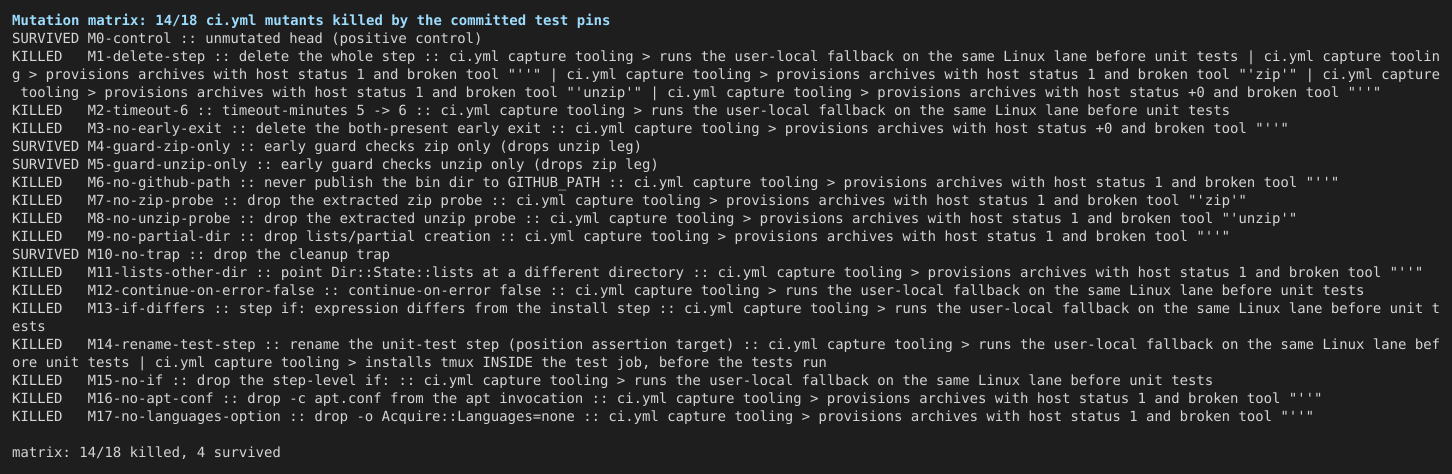 Mutation matrix: 14/18 ci.yml mutants killed by the committed test pins
SURVIVED M0-control :: unmutated head (positive control)
KILLED   M1-delete-step :: delete the whole step :: ci.yml capture tooling > runs the user-local fallback on the same Linux lane before unit tests | ci.yml capture toolin
g > provisions archives with host status 1 and broken tool "''" | ci.yml capture tooling > provisions archives with host status 1 and broken tool "'zip'" | ci.yml capture
 tooling > provisions archives with host status 1 and broken tool "'unzip'" | ci.yml capture tooling > provisions archives with host status +0 and broken tool "''"
KILLED   M2-timeout-6 :: timeout-minutes 5 -> 6 :: ci.yml capture tooling > runs the user-local fallback on the same Linux lane before unit tests
KILLED   M3-no-early-exit :: delete the both-present early exit :: ci.yml capture tooling > provisions archives with host status +0 and broken tool "''"
SURVIVED M4-guard-zip-only :: early guard checks zip only (drops unzip leg)
SURVIVED M5-guard-unzip-only :: early guard checks unzip only (drops zip leg)
KILLED   M6-no-github-path :: never publish the bin dir to GITHUB_PATH :: ci.yml capture tooling > provisions archives with host status 1 and broken tool "''"
KILLED   M7-no-zip-probe :: drop the extracted zip probe :: ci.yml capture tooling > provisions archives with host status 1 and broken tool "'zip'"
KILLED   M8-no-unzip-probe :: drop the extracted unzip probe :: ci.yml capture tooling > provisions archives with host status 1 and broken tool "'unzip'"
KILLED   M9-no-partial-dir :: drop lists/partial creation :: ci.yml capture tooling > provisions archives with host status 1 and broken tool "''"
SURVIVED M10-no-trap :: drop the cleanup trap
KILLED   M11-lists-other-dir :: point Dir::State::lists at a different directory :: ci.yml capture tooling > provisions archives with host status 1 and broken tool "''"
KILLED   M12-continue-on-error-false :: continue-on-error false :: ci.yml capture tooling > runs the user-local fallback on the same Linux lane before unit tests
KILLED   M13-if-differs :: step if: expression differs from the install step :: ci.yml capture tooling > runs the user-local fallback on the same Linux lane before unit t
ests
KILLED   M14-rename-test-step :: rename the unit-test step (position assertion target) :: ci.yml capture tooling > runs the user-local fallback on the same Linux lane bef
ore unit tests | ci.yml capture tooling > installs tmux INSIDE the test job, before the tests run
KILLED   M15-no-if :: drop the step-level if: :: ci.yml capture tooling > runs the user-local fallback on the same Linux lane before unit tests
KILLED   M16-no-apt-conf :: drop -c apt.conf from the apt invocation :: ci.yml capture tooling > provisions archives with host status 1 and broken tool "''"
KILLED   M17-no-languages-option :: drop -o Acquire::Languages=none :: ci.yml capture tooling > provisions archives with host status 1 and broken tool "''"
matrix: 14/18 killed, 4 survived